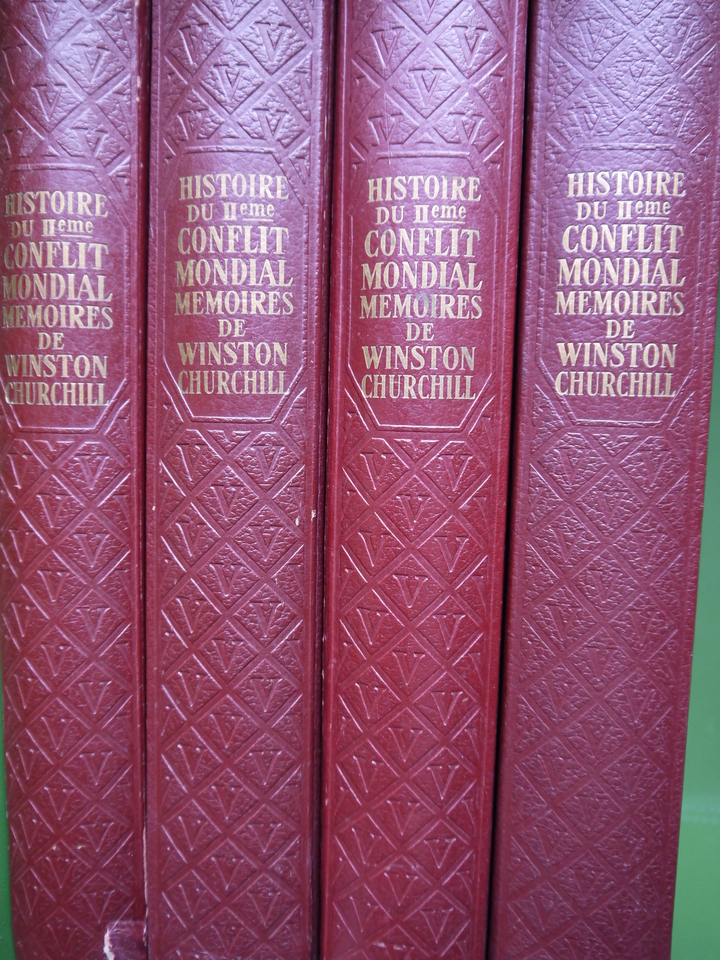 HISTOIRE
DU IIeme
CONFLIT
MONDIAL
MEMOIRES
DE
WINSTON
CHURCHILL
HISTOIRE
DU IIeme
CONFLIT
MONDIAL
MEMOIRES
DE
WINSTON
CHURCHILL
HISTOIRE
DU IIeme
CONFLIT
MONDIAL
MEMOIRES
DE
WINSTON
CHURCHILL
HISTOIRE
DU IIeme
CONFLIT
MONDIAL
MEMOIRES
DE
WINSTON
CHURCHILL